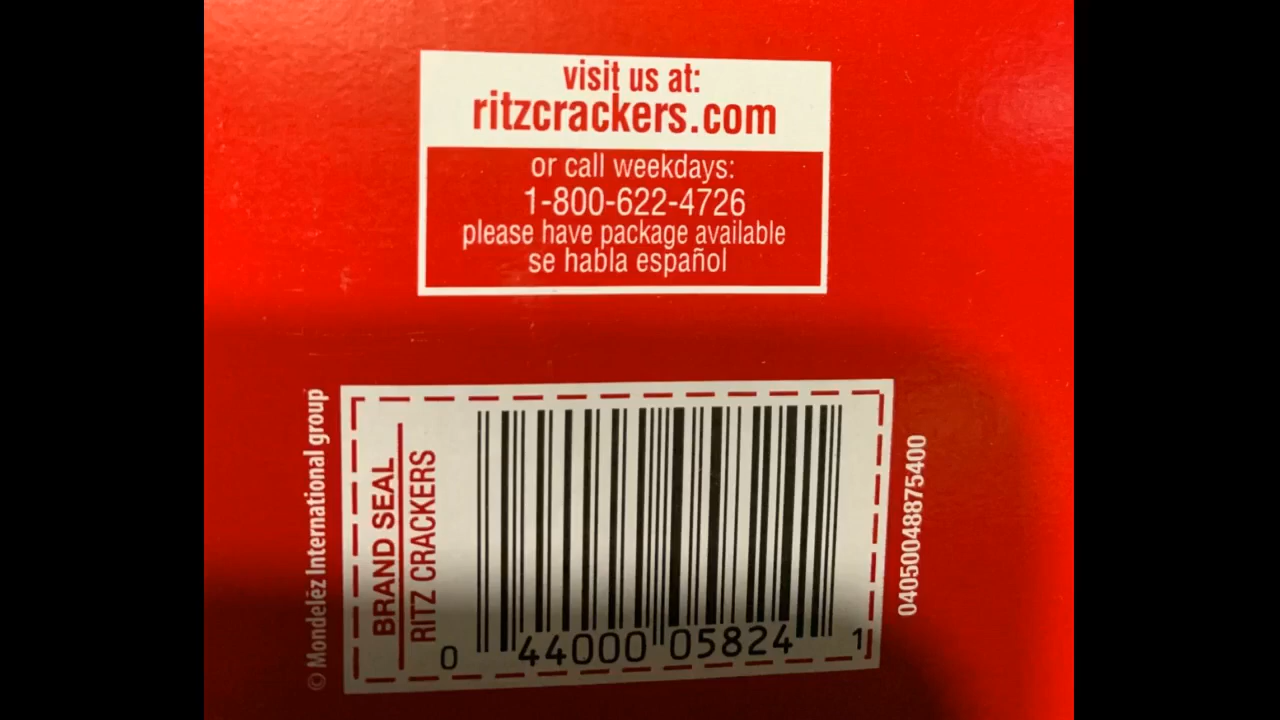 visit us at:
ritzcrackers.com
or call weekdays:
1-800-622-4726
please have package available
se habla español
© Mondelēz International group
BRAND SEAL
RITZ CRACKERS
0 44000 05824 1
04050048875400